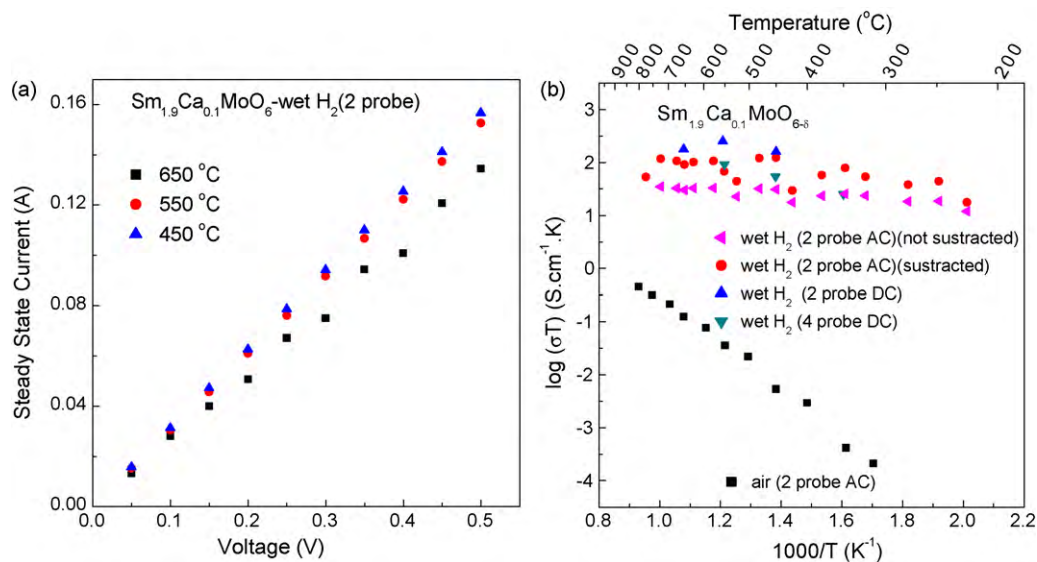 (a)
Sm1.9Ca0.1MoO6-wet H2(2 probe)
650 °C
550 °C
450 °C
Steady State Current (A)
0.16
0.12
0.08
0.04
0.00
0.0 0.1 0.2 0.3 0.4 0.5
Voltage (V)
Temperature (°C)
900 800 700 600 500 400 300 200
(b)
Sm1.9Ca0.1MoO6-δ
wet H2 (2 probe AC)(not sustracted)
wet H2 (2 probe AC)(sustracted)
wet H2 (2 probe DC)
wet H2 (4 probe DC)
air (2 probe AC)
log (σT) (S.cm-1.K)
3
2
1
0
-1
-2
-3
-4
0.8 1.0 1.2 1.4 1.6 1.8 2.0 2.2
1000/T (K-1)